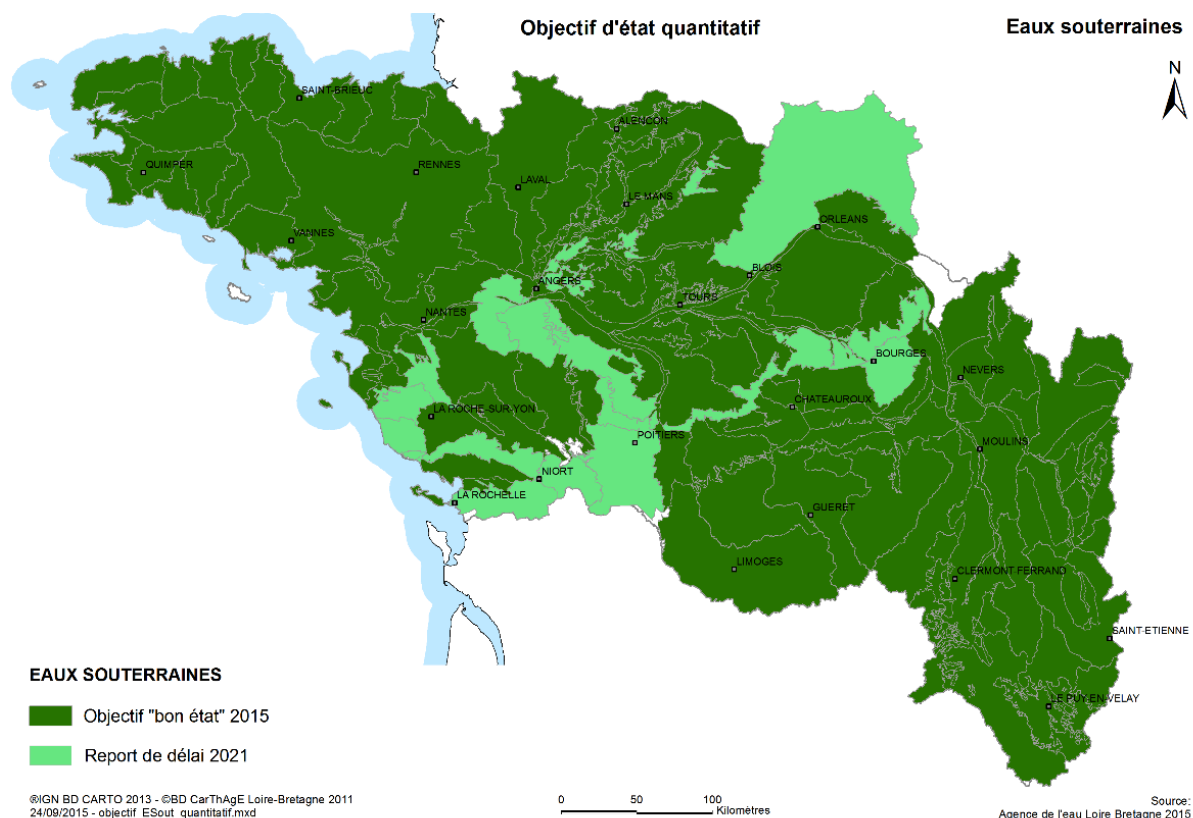 Objectif d'état quantitatif
Eaux souterraines
N
SAINT-BRIEUC
ALENCON
QUIMPER
RENNES
LAVAL
LE MANS
ORLEANS
VANNES
BLOIS
ANGERS
TOURS
NANTES
BOURGES
NEVERS
CHATEAUROUX
LA ROCHE-SUR-YON
POITIERS
MOULINS
NIORT
LA ROCHELLE
GUERET
LIMOGES
CLERMONT FERRAND
SAINT-ETIENNE
LE PUY-EN-VELAY
EAUX SOUTERRAINES
Objectif "bon état" 2015
Report de délai 2021
®IGN BD CARTO 2013 - ©BD CarThAgE Loire-Bretagne 2011
24/09/2015 - objectif_ESout_quantitatif.mxd
0 50 100
Kilomètres
Source:
Agence de l'eau Loire Bretagne 2015